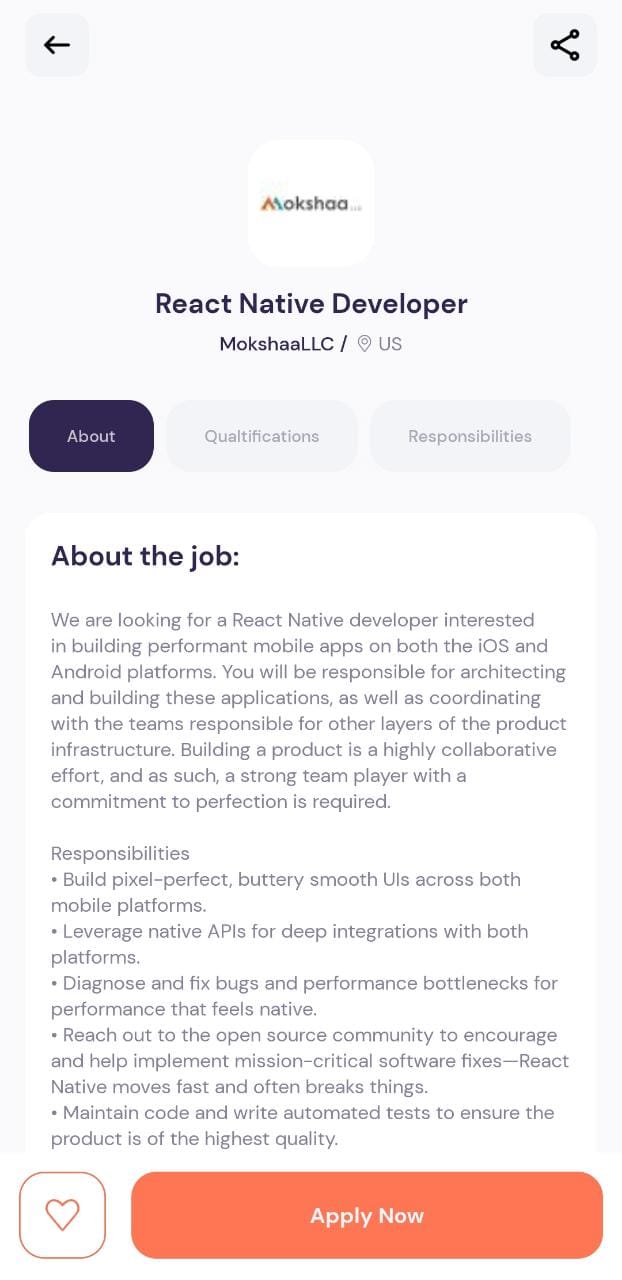 Mokshaa...
React Native Developer
MokshaaLLC / US
About
Qualtifications
Responsibilities
About the job:
We are looking for a React Native developer interested
in building performant mobile apps on both the iOS and
Android platforms. You will be responsible for architecting
and building these applications, as well as coordinating
with the teams responsible for other layers of the product
infrastructure. Building a product is a highly collaborative
effort, and as such, a strong team player with a
commitment to perfection is required.
Responsibilities
• Build pixel-perfect, buttery smooth UIs across both
mobile platforms.
• Leverage native APIs for deep integrations with both
platforms.
• Diagnose and fix bugs and performance bottlenecks for
performance that feels native.
• Reach out to the open source community to encourage
and help implement mission-critical software fixes—React
Native moves fast and often breaks things.
• Maintain code and write automated tests to ensure the
product is of the highest quality.
Apply Now